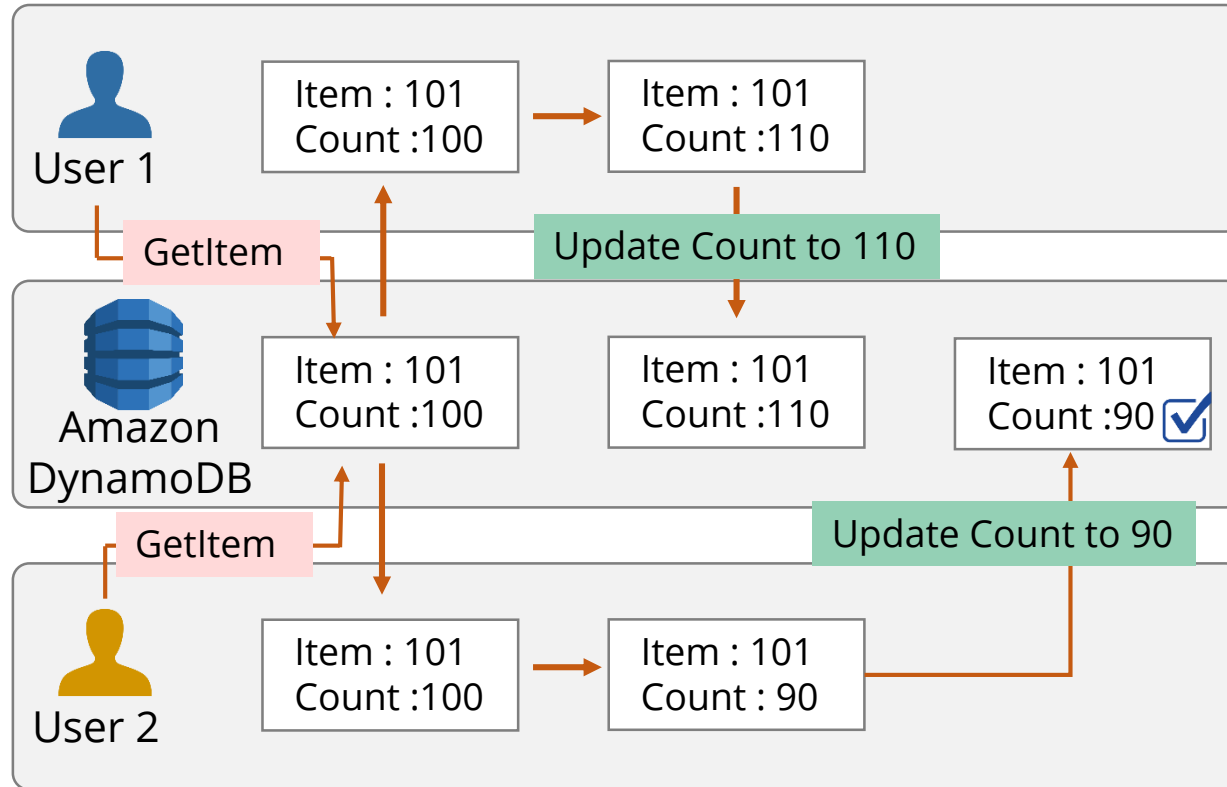 Item : 101
Count :100
Item : 101
Count :110
User 1
GetItem
Update Count to 110
Item : 101
Count :100
Item : 101
Count :110
Item : 101
Count :90
Amazon
DynamoDB
GetItem
Update Count to 90
Item : 101
Count :100
Item : 101
Count : 90
User 2